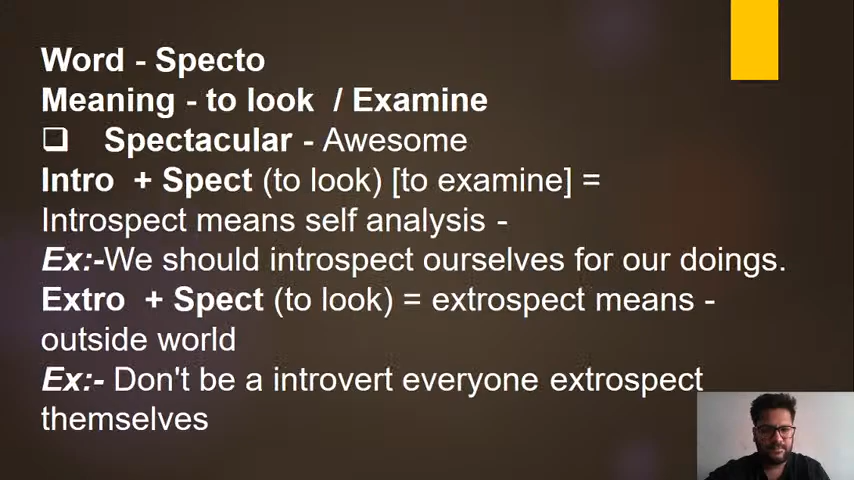 Word - Specto
Meaning - to look / Examine
❑ Spectacular - Awesome
Intro + Spect (to look) [to examine] =
Introspect means self analysis -
Ex:-We should introspect ourselves for our doings.
Extro + Spect (to look) = extrospect means -
outside world
Ex:- Don't be a introvert everyone extrospect
themselves